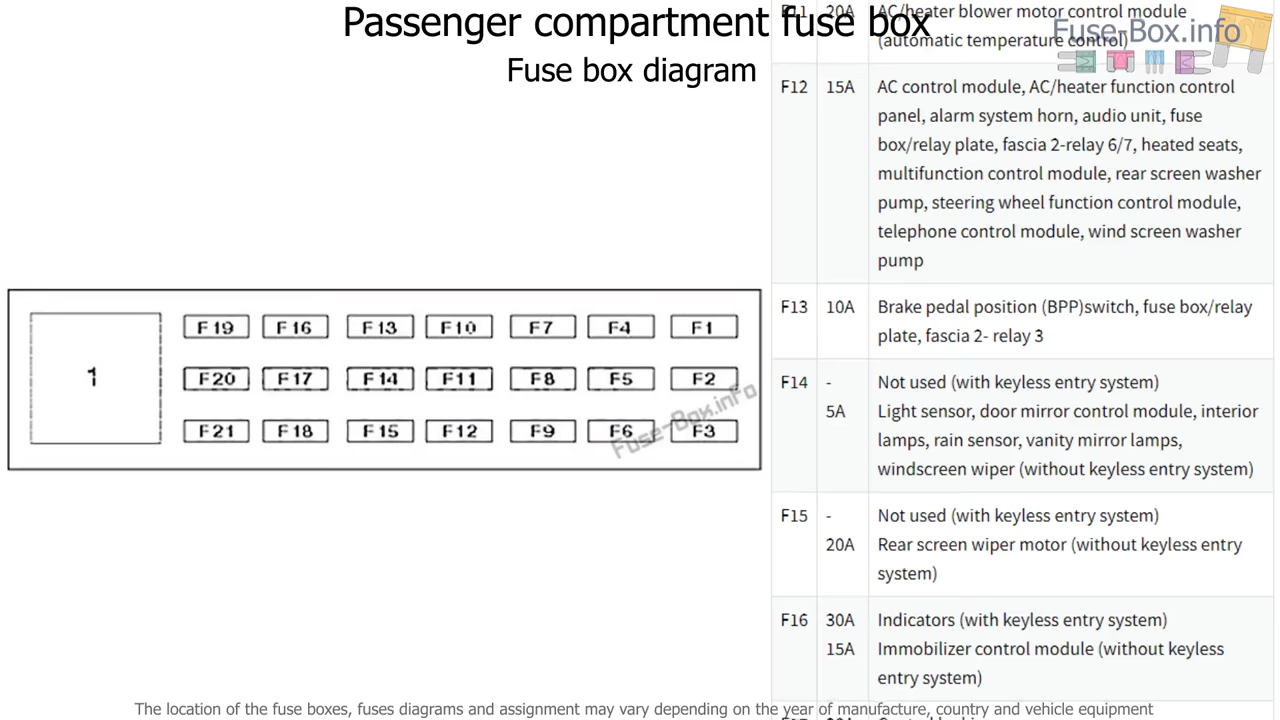 Passenger compartment fuse box
Fuse box diagram
Fuse-Box.info
F11 20A AC/heater blower motor control module
(automatic temperature control)
F12 15A AC control module, AC/heater function control
panel, alarm system horn, audio unit, fuse
box/relay plate, fascia 2-relay 6/7, heated seats,
multifunction control module, rear screen washer
pump, steering wheel function control module,
telephone control module, wind screen washer
pump
F13 10A Brake pedal position (BPP)switch, fuse box/relay
plate, fascia 2- relay 3
F14 - Not used (with keyless entry system)
5A Light sensor, door mirror control module, interior
lamps, rain sensor, vanity mirror lamps,
windscreen wiper (without keyless entry system)
F15 - Not used (with keyless entry system)
20A Rear screen wiper motor (without keyless entry
system)
F16 30A Indicators (with keyless entry system)
15A Immobilizer control module (without keyless
entry system)
1
F19 F16 F13 F10 F7 F4 F1
F20 F17 F14 F11 F8 F5 F2
F21 F18 F15 F12 F9 F6 F3
Fuse-Box.info
The location of the fuse boxes, fuses diagrams and assignment may vary depending on the year of manufacture, country and vehicle equipment